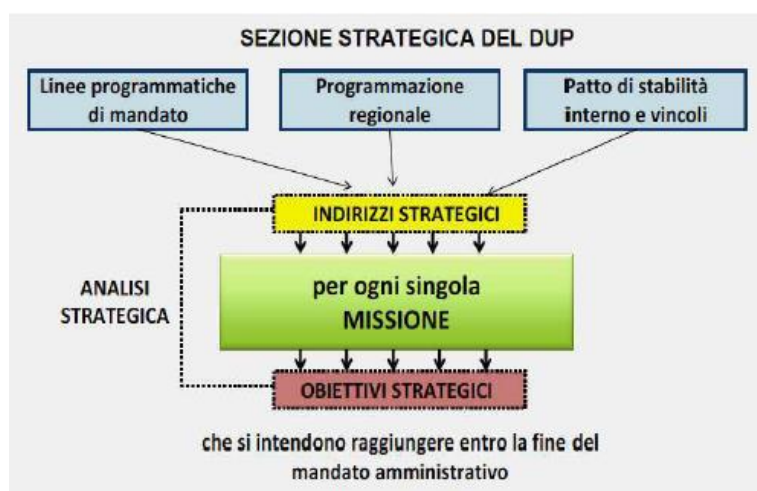 SEZIONE STRATEGICA DEL DUP
Linee programmatiche
di mandato
Programmazione
regionale
Patto di stabilità
interno e vincoli
INDIRIZZI STRATEGICI
ANALISI
STRATEGICA
per ogni singola
MISSIONE
OBIETTIVI STRATEGICI
che si intendono raggiungere entro la fine del
mandato amministrativo